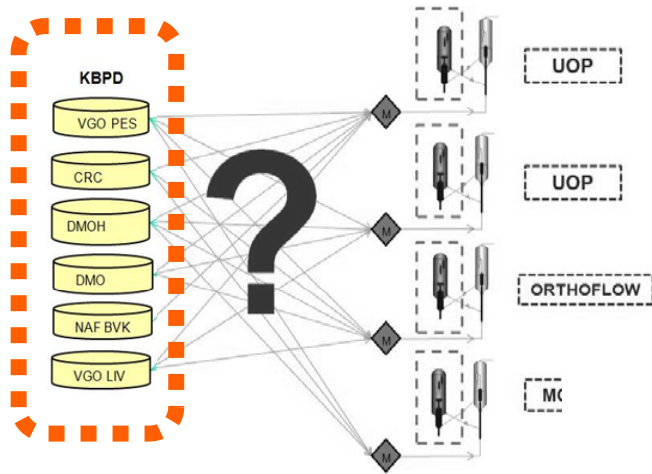 KBPD
VGO PES
CRC
DMOH
DMO
NAF BVK
VGO LIV
?
M
UOP
M
UOP
M
ORTHOFLOW
M